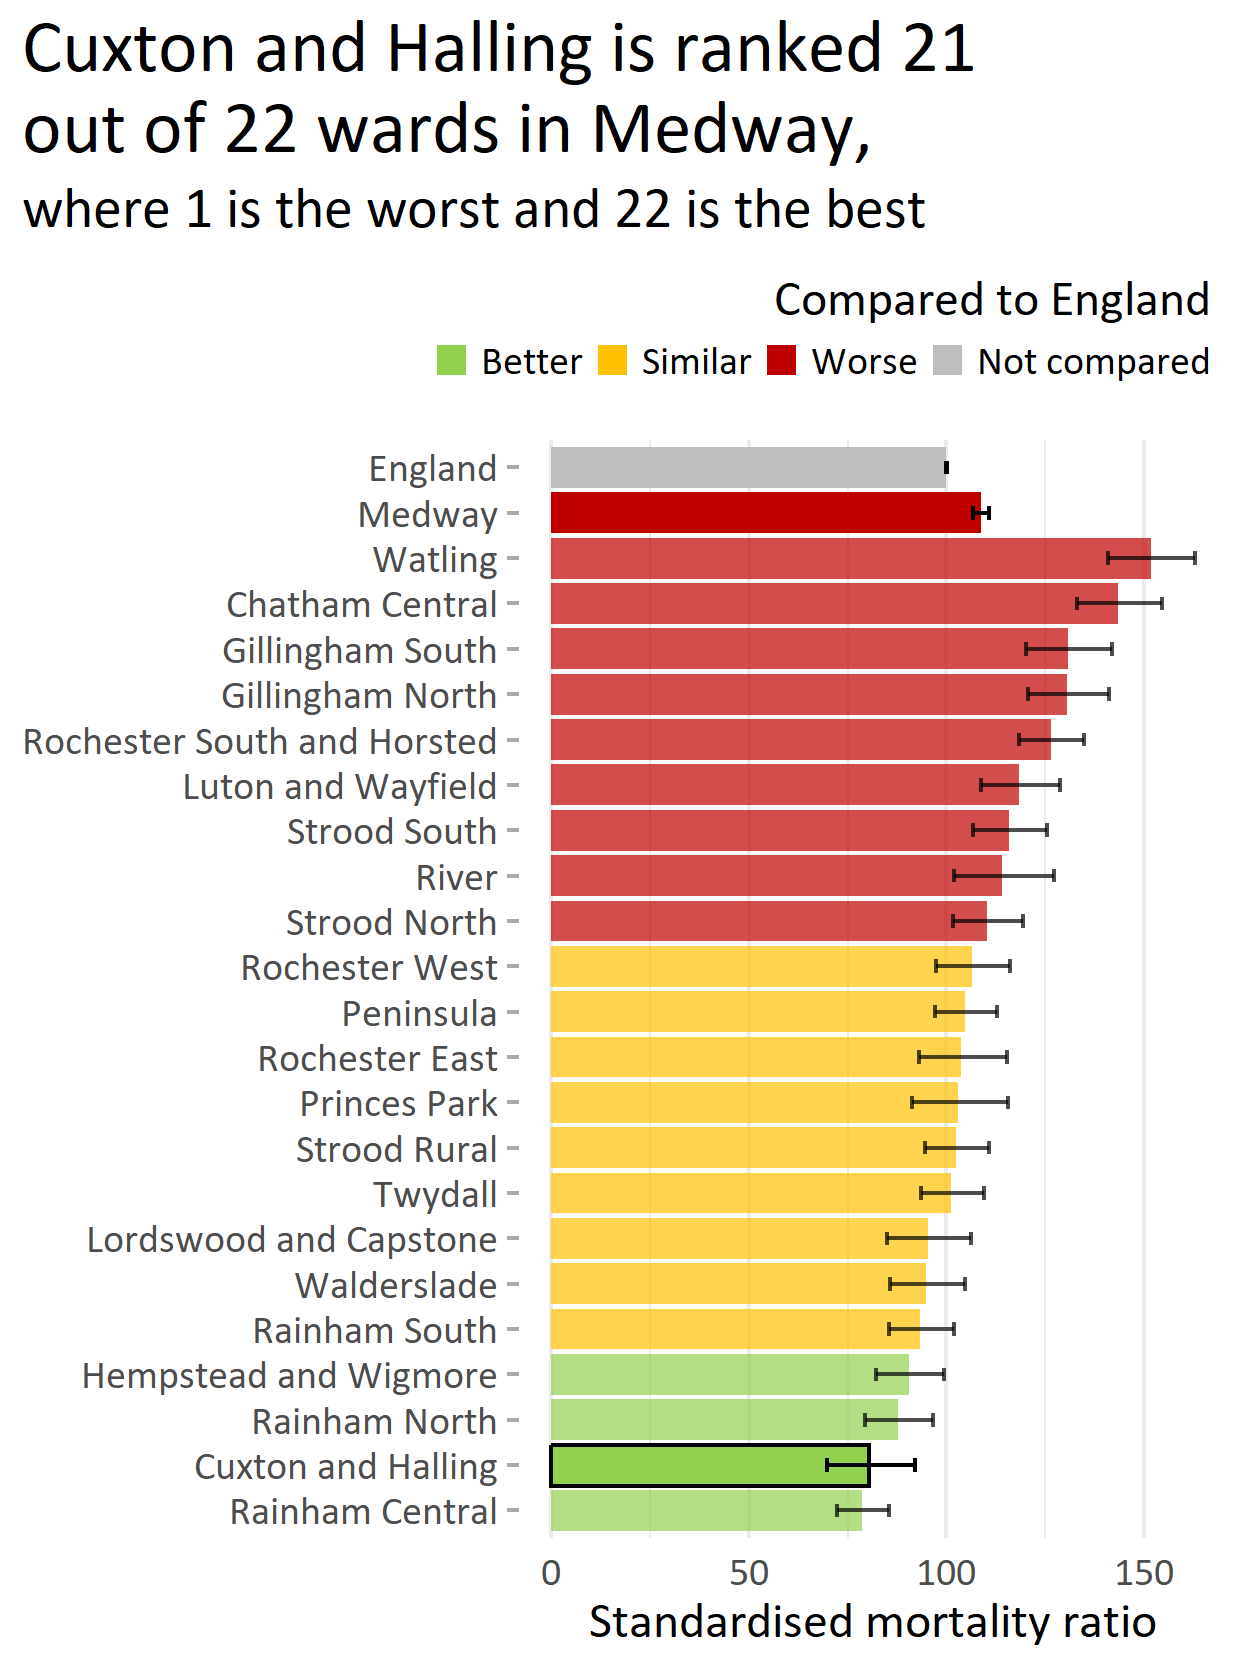 Cuxton and Halling is ranked 21
out of 22 wards in Medway,
where 1 is the worst and 22 is the best
Compared to England
Better Similar Worse Not compared
England
Medway
Watling
Chatham Central
Gillingham South
Gillingham North
Rochester South and Horsted
Luton and Wayfield
Strood South
River
Strood North
Rochester West
Peninsula
Rochester East
Princes Park
Strood Rural
Twydall
Lordswood and Capstone
Walderslade
Rainham South
Hempstead and Wigmore
Rainham North
Cuxton and Halling
Rainham Central
0 50 100 150
Standardised mortality ratio